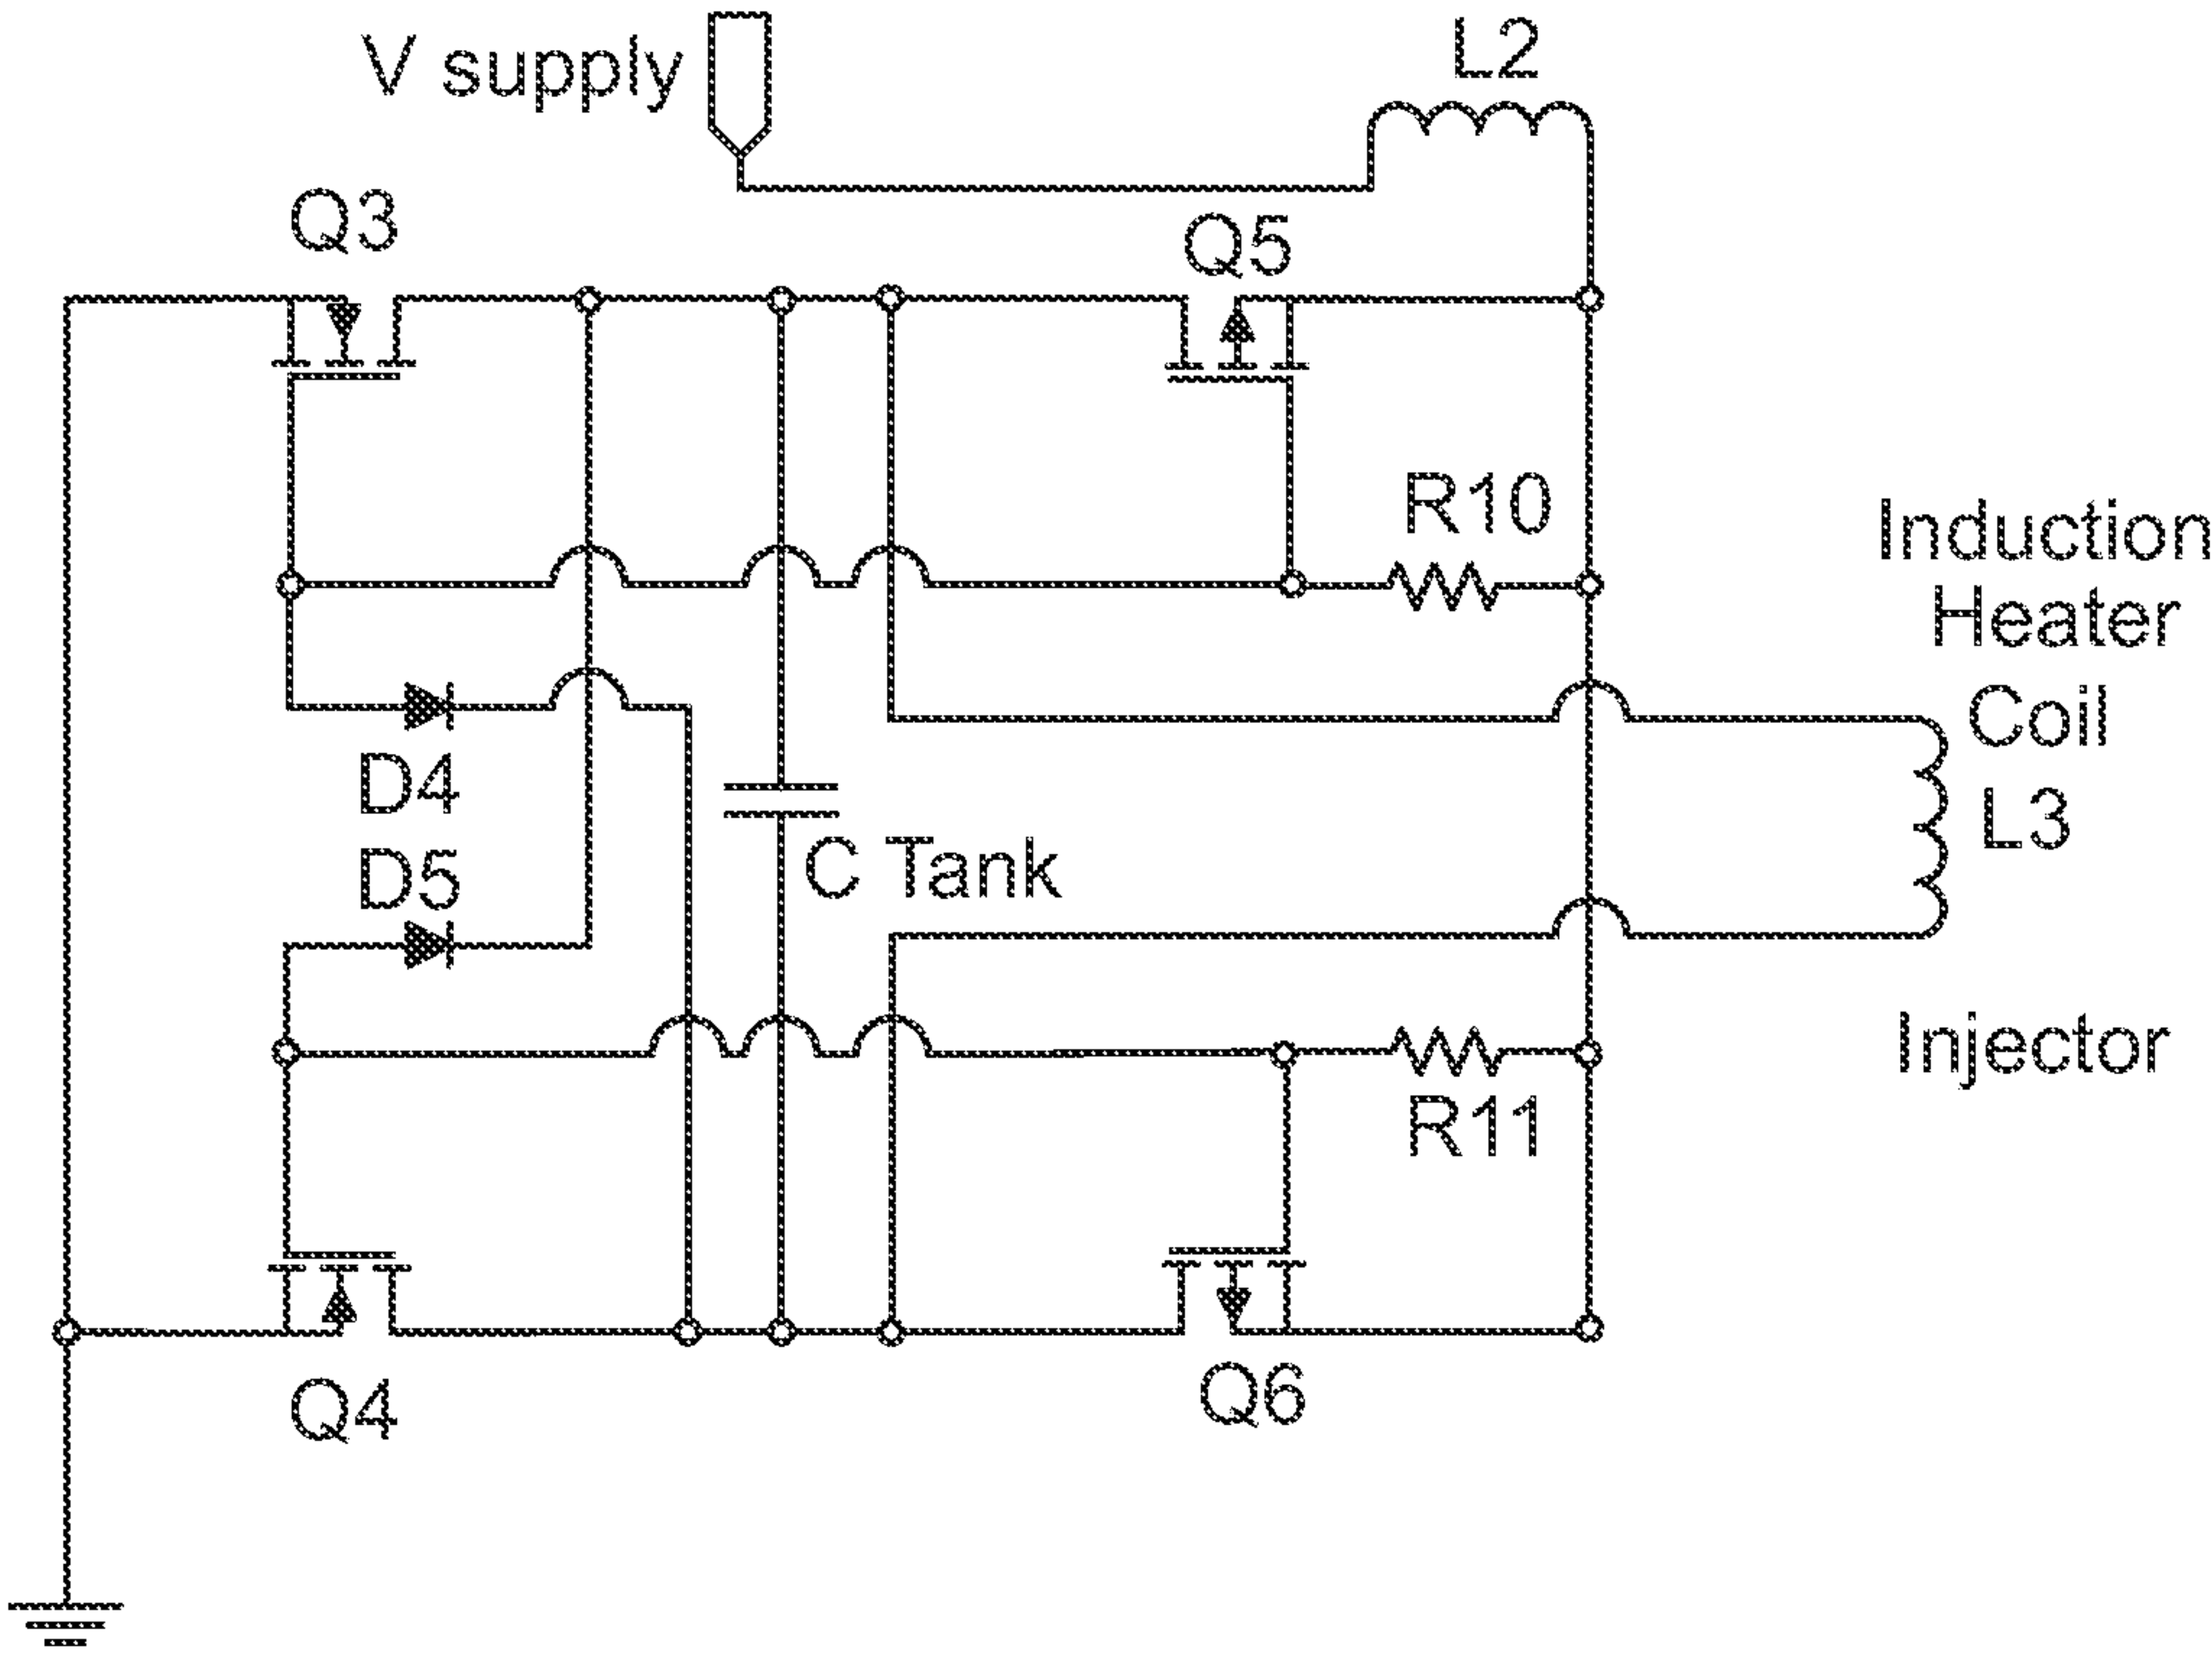 V supply
L2
Q3
Q5
R10
Induction
Heater
Coil
L3
D4
D5
C Tank
Injector
R11
Q4
Q6